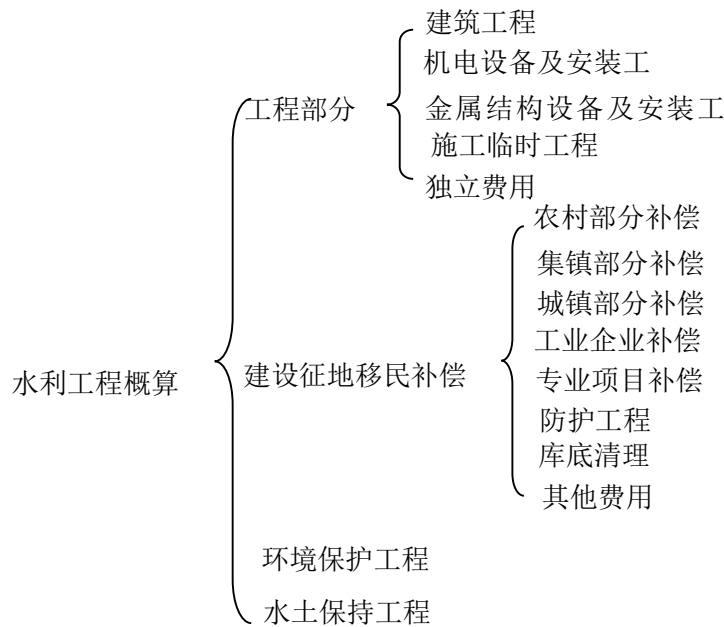 建筑工程
机电设备及安装工
工程部分
金属结构设备及安装工
施工临时工程
独立费用
农村部分补偿
集镇部分补偿
城镇部分补偿
工业企业补偿
水利工程概算
建设征地移民补偿
专业项目补偿
防护工程
库底清理
其他费用
环境保护工程
水土保持工程